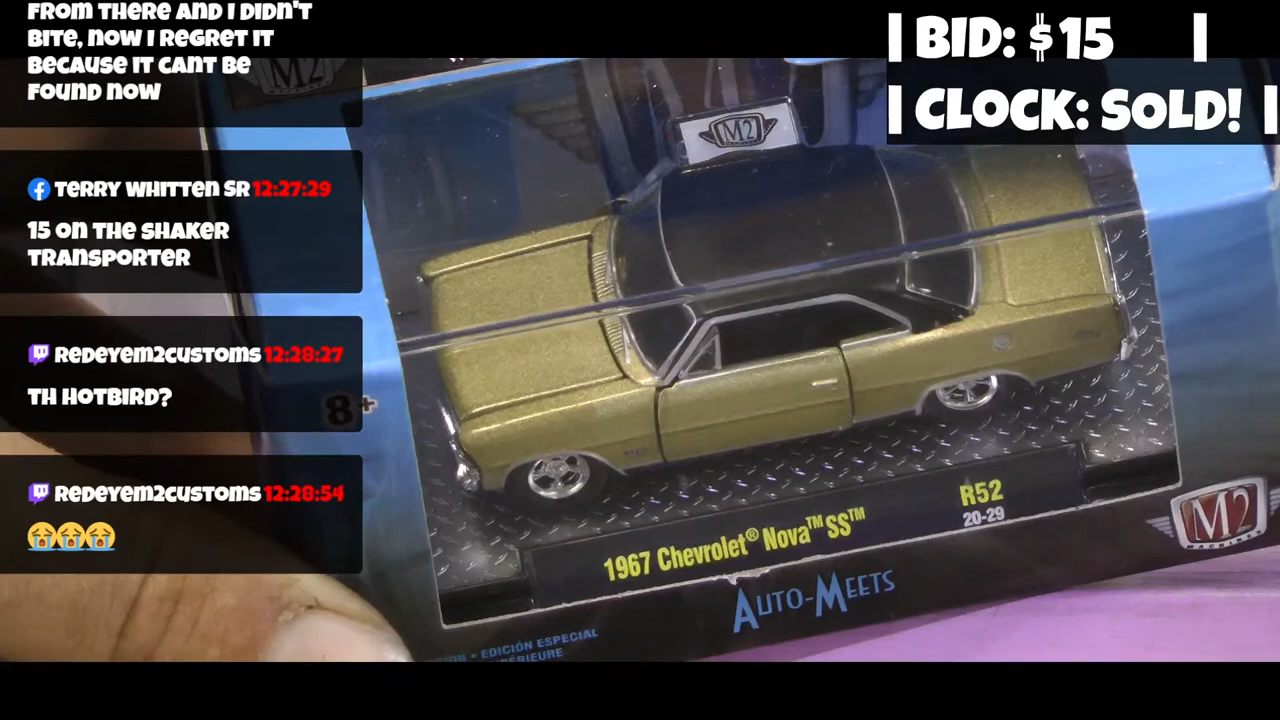 FROM THERE AND I DIDN'T
BITE, NOW I REGRET IT
BECAUSE IT CANT BE
FOUND NOW
TERRY WHITTEN SR 12:27:29
15 ON THE SHAKER
TRANSPORTER
REDEYEM2CUSTOMS 12:28:27
TH HOTBIRD?
REDEYEM2CUSTOMS 12:28:54
😭😭😭
| BID: $15 |
| CLOCK: SOLD! |
M2
M2
8+
1967 Chevrolet® Nova™ SS™
R52
20-29
M2
MACHINES
AUTO-MEETS
• EDICIÓN ESPECIAL